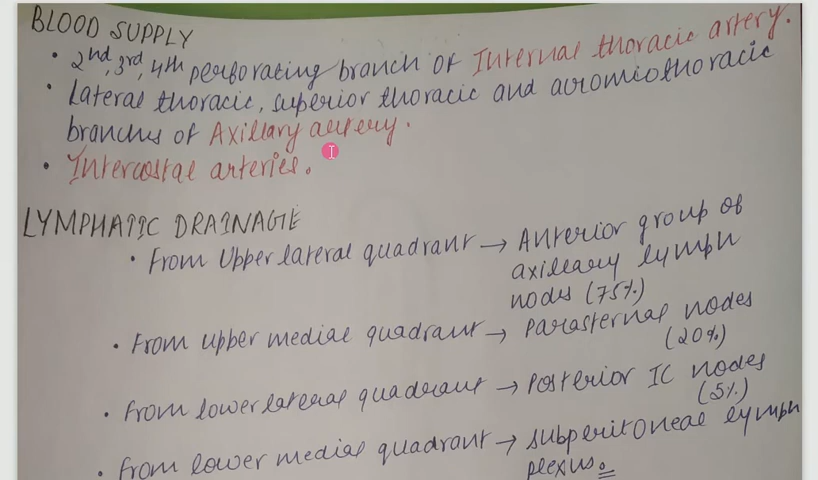 BLOOD SUPPLY
• 2nd, 3rd, 4th perforating branch of Internal thoracic artery.
• Lateral thoracic, superior thoracic and acromiothoracic
branches of Axillary artery.
• Intercostal arteries.
LYMPHATIC DRAINAGE
• From Upper lateral quadrant → Anterior group of
axillary lymph
nodes (75%)
• From upper medial quadrant → Parasternal nodes
(20%)
• From lower lateral quadrant → Posterior IC nodes
(5%)
• From lower medial quadrant → subperitoneal lymph
plexus.